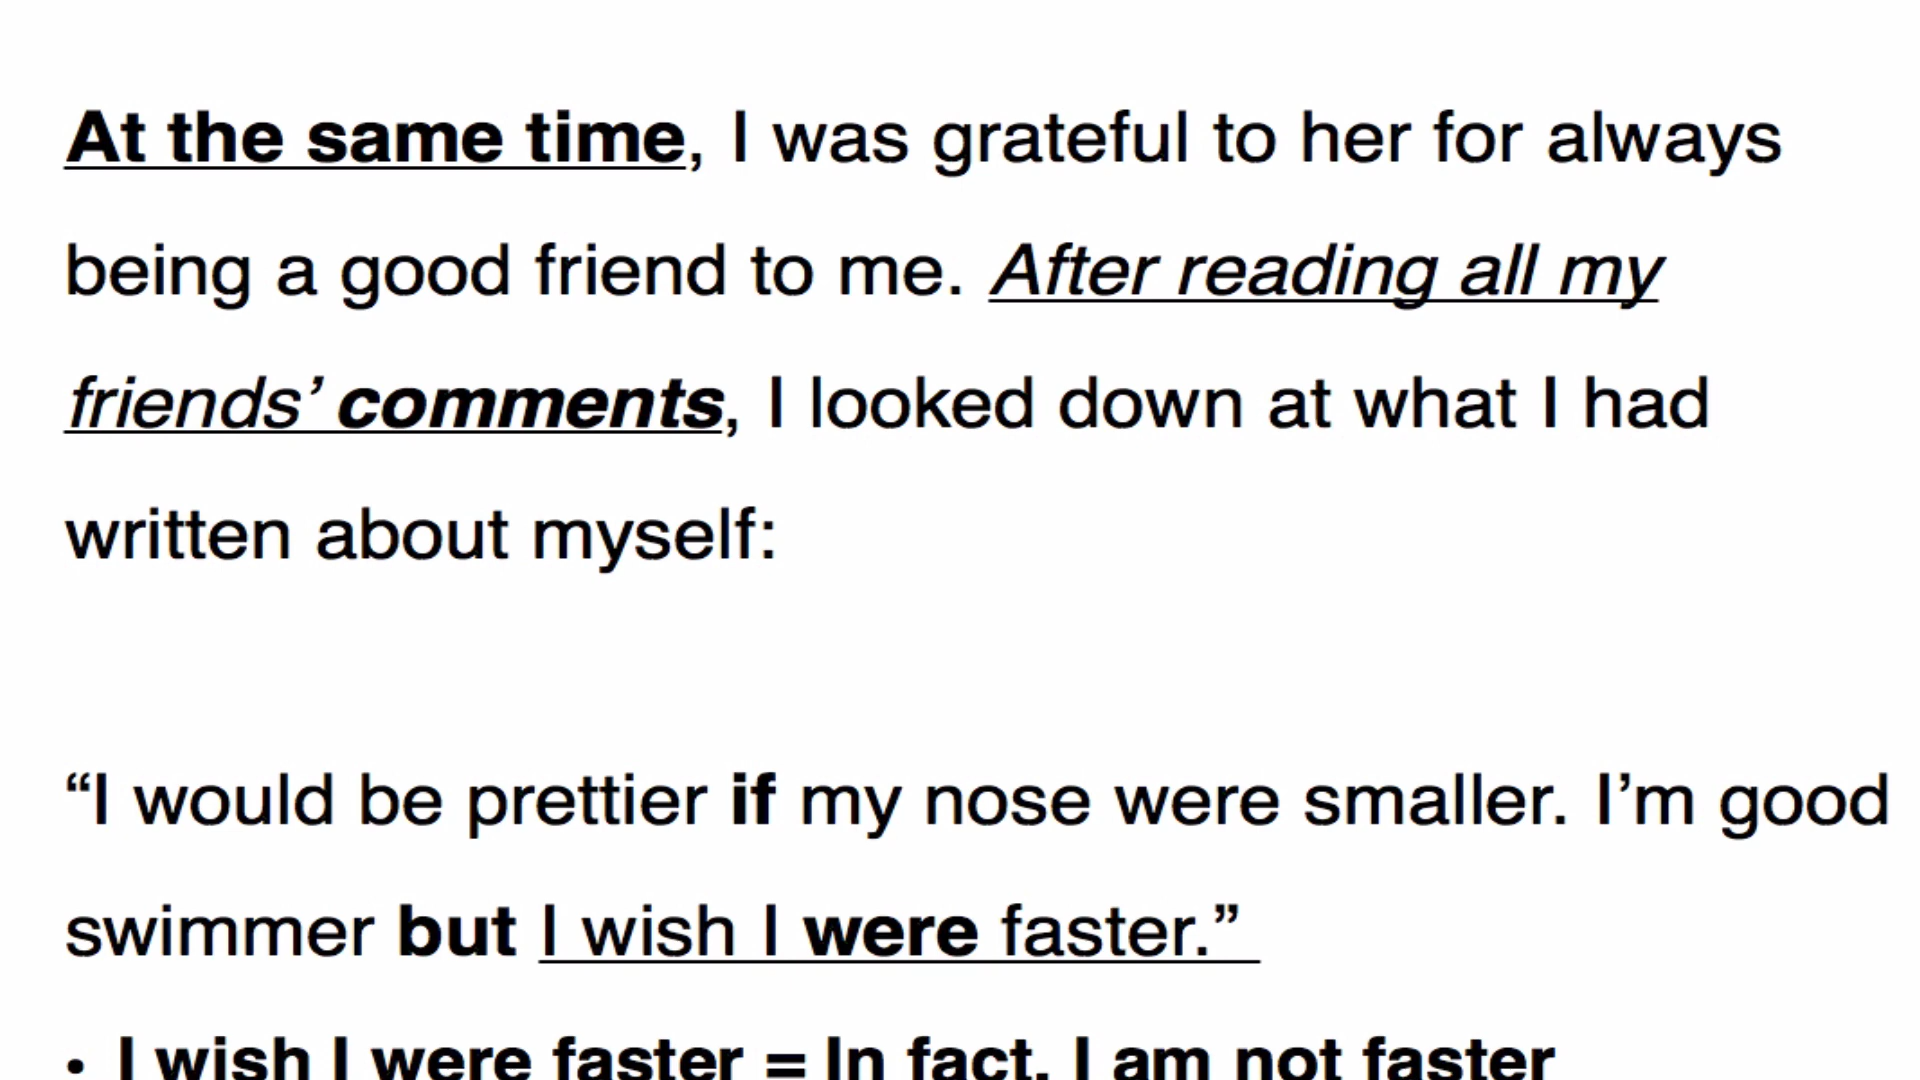 At the same time, I was grateful to her for always
being a good friend to me. After reading all my
friends’ comments, I looked down at what I had
written about myself:
“I would be prettier if my nose were smaller. I’m good
swimmer but I wish I were faster.”
• I wish I were faster = In fact, I am not faster